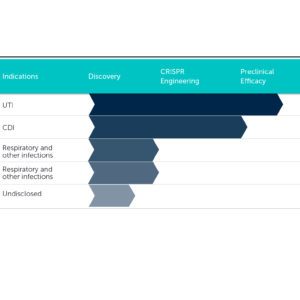 Indications Discovery CRISPR Engineering Preclinical Efficacy
UTI
CDI
Respiratory and
other infections
Respiratory and
other infections
Undisclosed